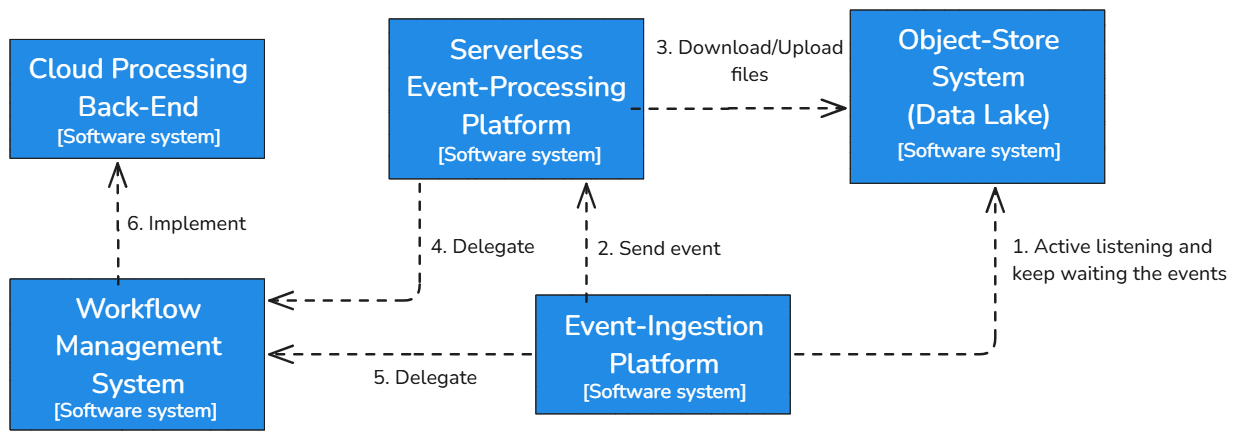 Cloud Processing
Back-End
[Software system]
Serverless
Event-Processing
Platform
[Software system]
3. Download/Upload
files
Object-Store
System
(Data Lake)
[Software system]
6. Implement
4. Delegate
2. Send event
1. Active listening and
keep waiting the events
Workflow
Management
System
[Software system]
5. Delegate
Event-Ingestion
Platform
[Software system]